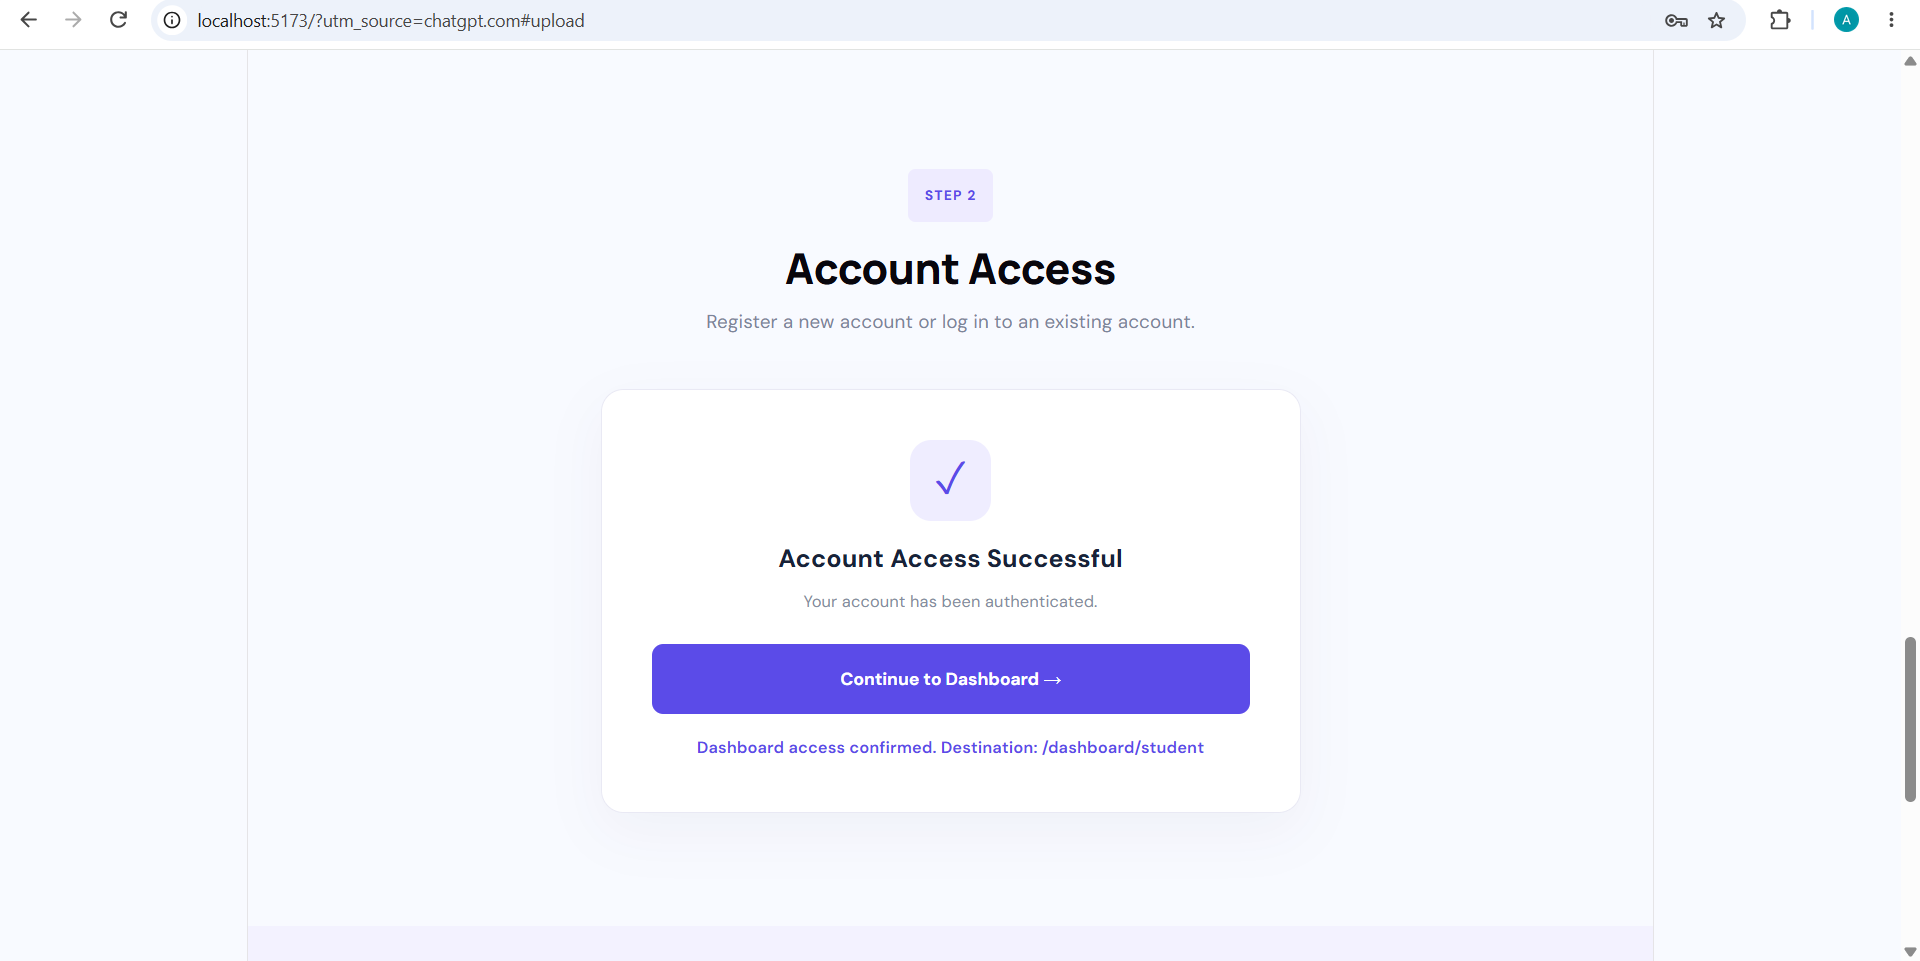 localhost:5173/?utm_source=chatgpt.com#upload
A
STEP 2
Account Access
Register a new account or log in to an existing account.
✓
Account Access Successful
Your account has been authenticated.
Continue to Dashboard →
Dashboard access confirmed. Destination: /dashboard/student